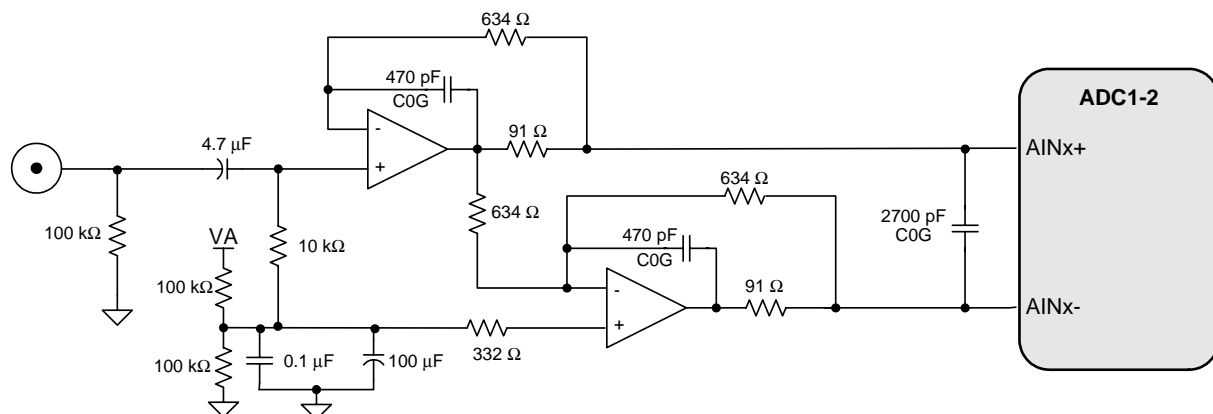 634 Ω
470 pF
C0G
ADC1-2
-
+
91 Ω
4.7 µF
AINx+
634 Ω
634 Ω
100 kΩ
VA
10 kΩ
470 pF
C0G
2700 pF
C0G
100 kΩ
-
+
91 Ω
AINx-
100 kΩ
0.1 µF
100 µF
332 Ω